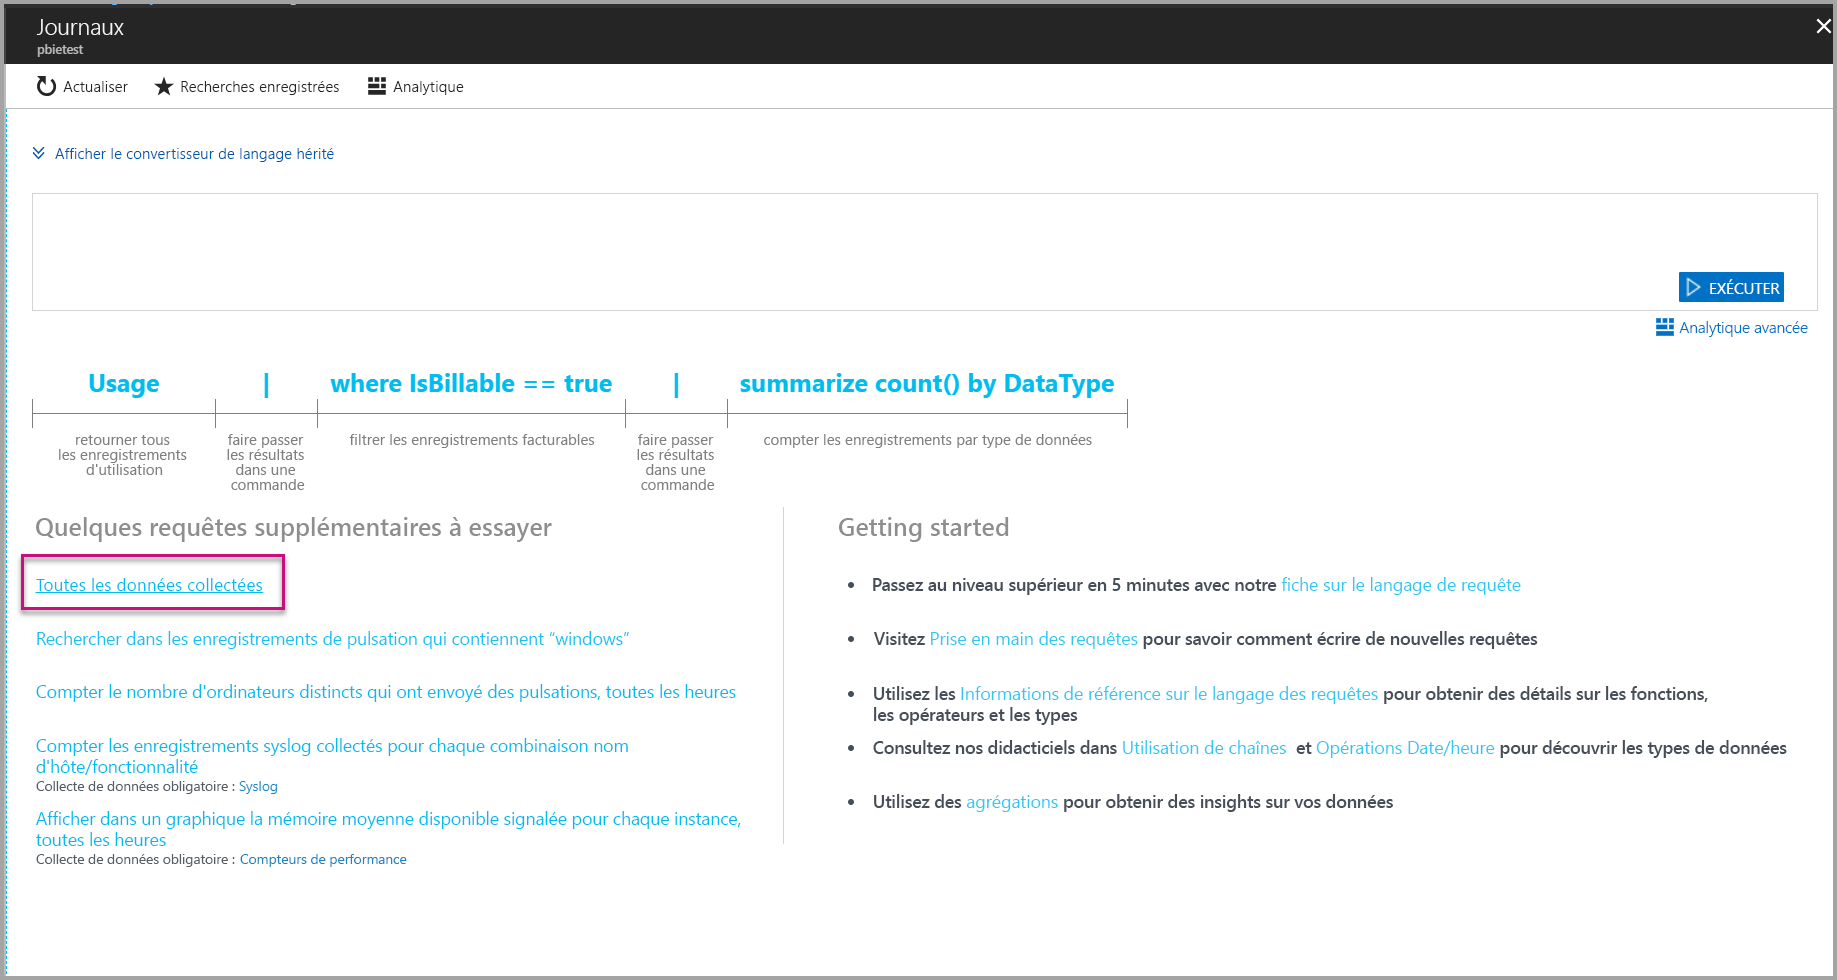 Journaux
pbietest
Actualiser
Recherches enregistrées
Analytique
Afficher le convertisseur de langage hérité
EXÉCUTER
Analytique avancée
Usage | where IsBillable == true | summarize count() by DataType
retourner tous
les enregistrements
d'utilisation
faire passer
les résultats
dans une
commande
filtrer les enregistrements facturables
faire passer
les résultats
dans une
commande
compter les enregistrements par type de données
Quelques requêtes supplémentaires à essayer
Toutes les données collectées
Rechercher dans les enregistrements de pulsation qui contiennent “windows”
Compter le nombre d'ordinateurs distincts qui ont envoyé des pulsations, toutes les heures
Compter les enregistrements syslog collectés pour chaque combinaison nom
d'hôte/fonctionnalité
Collecte de données obligatoire : Syslog
Afficher dans un graphique la mémoire moyenne disponible signalée pour chaque instance,
toutes les heures
Collecte de données obligatoire : Compteurs de performance
Getting started
• Passez au niveau supérieur en 5 minutes avec notre fiche sur le langage de requête
• Visitez Prise en main des requêtes pour savoir comment écrire de nouvelles requêtes
• Utilisez les Informations de référence sur le langage des requêtes pour obtenir des détails sur les fonctions,
les opérateurs et les types
• Consultez nos didacticiels dans Utilisation de chaînes et Opérations Date/heure pour découvrir les types de données
• Utilisez des agrégations pour obtenir des insights sur vos données